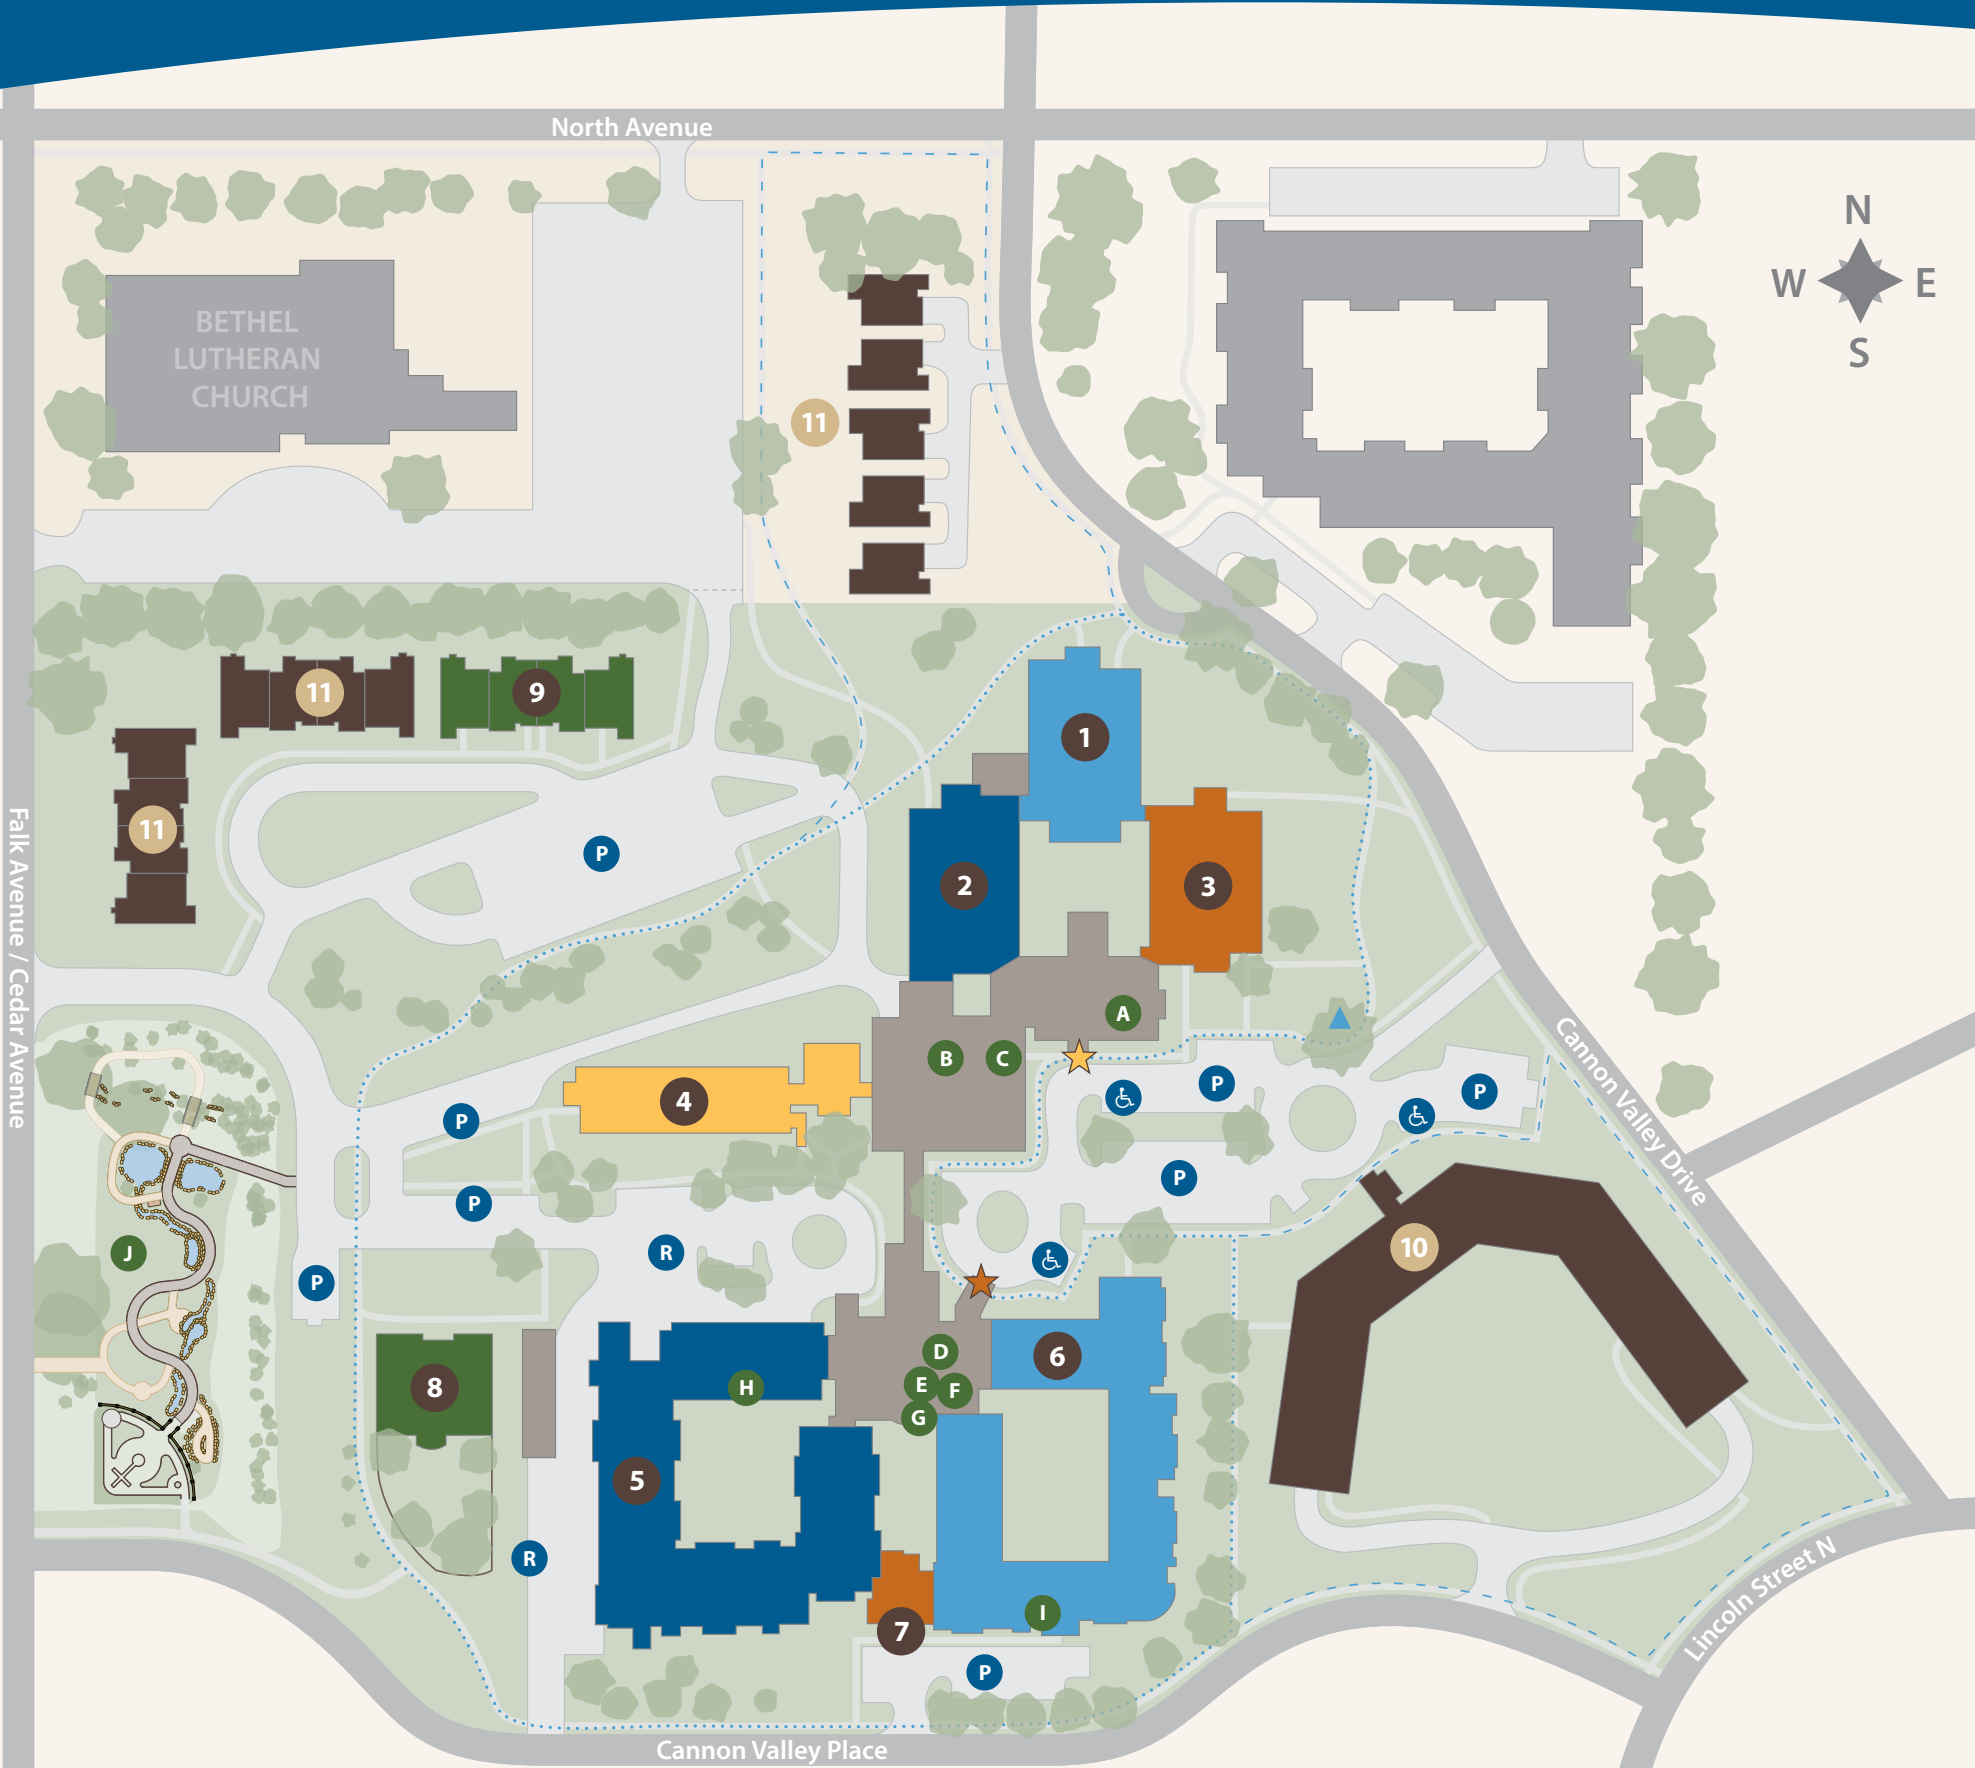 North Avenue
N
W E
S
BETHEL
LUTHERAN
CHURCH
11
11
9
1
11
P
2
3
Falk Avenue / Cedar Avenue
A
Cannon Valley Drive
B
C
P
P
4
P
P
P
J
R
10
P
D
6
E
F
8
H
G
5
R
I
7
P
Lincoln Street N
Cannon Valley Place